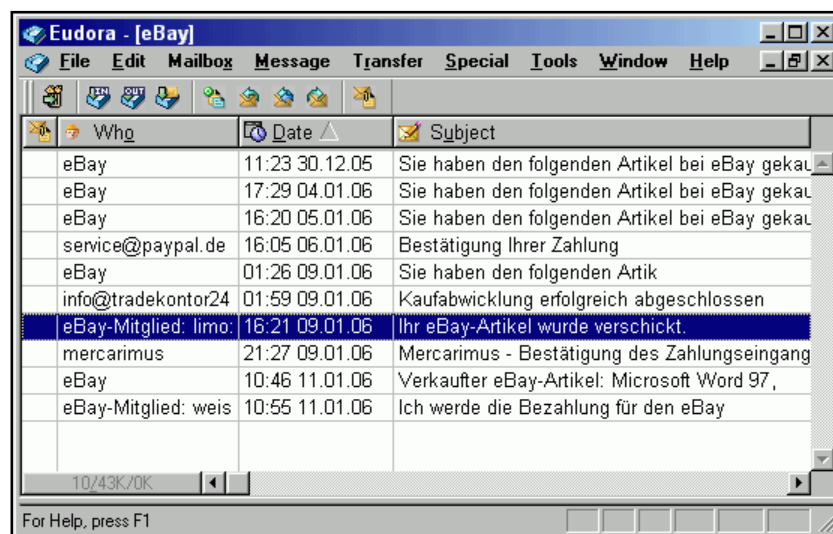 Eudora - [eBay]
File Edit Mailbox Message Transfer Special Tools Window Help
IN OUT
Who Date Subject
eBay 11:23 30.12.05 Sie haben den folgenden Artikel bei eBay gekau
eBay 17:29 04.01.06 Sie haben den folgenden Artikel bei eBay gekau
eBay 16:20 05.01.06 Sie haben den folgenden Artikel bei eBay gekau
service@paypal.de 16:05 06.01.06 Bestätigung Ihrer Zahlung
eBay 01:26 09.01.06 Sie haben den folgenden Artik
info@tradekontor24 01:59 09.01.06 Kaufabwicklung erfolgreich abgeschlossen
eBay-Mitglied: limo: 16:21 09.01.06 Ihr eBay-Artikel wurde verschickt.
mercarimus 21:27 09.01.06 Mercarimus - Bestätigung des Zahlungseingang
eBay 10:46 11.01.06 Verkaufter eBay-Artikel: Microsoft Word 97,
eBay-Mitglied: weis 10:55 11.01.06 Ich werde die Bezahlung für den eBay
10/43K/0K
For Help, press F1